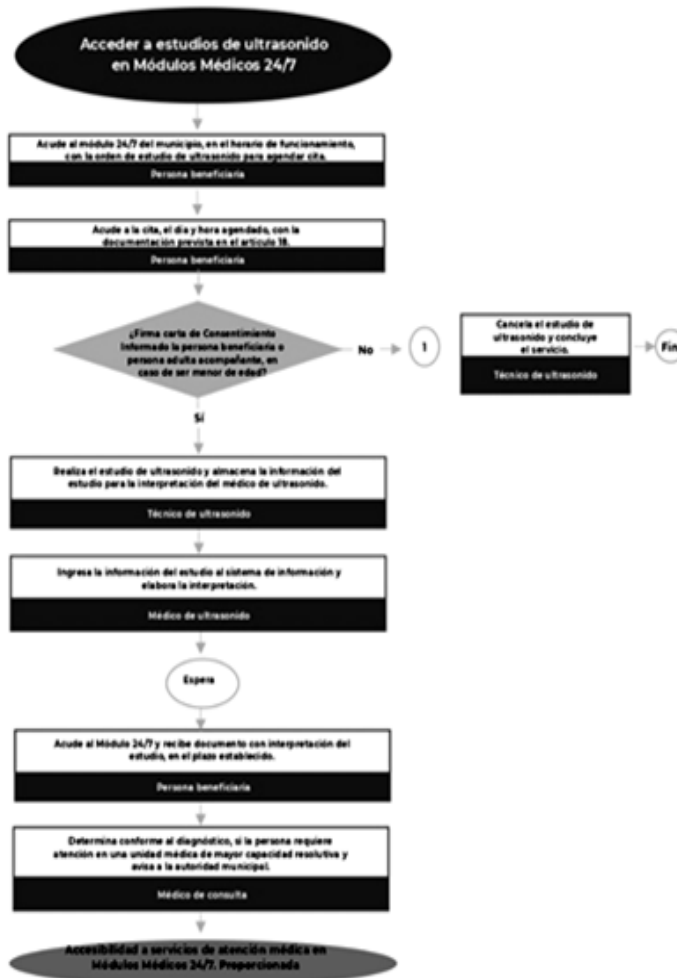 Acceder a estudios de ultrasonido
en Módulos Médicos 24/7
Acude al módulo 24/7 del municipio, en el horario de funcionamiento,
con la orden de estudio de ultrasonido para agendar cita.
Persona beneficiaria
Acude a la cita, el día y hora agendado, con la
documentación prevista en el artículo 18.
Persona beneficiaria
¿Firma carta de Consentimiento
Informado la persona beneficiaria o
persona adulta acompañante, en
caso de ser menor de edad?
No
1
Cancela el estudio de
ultrasonido y concluye
el servicio.
Técnico de ultrasonido
Fin
Sí
Realiza el estudio de ultrasonido y almacena la información del
estudio para la interpretación del médico de ultrasonido.
Técnico de ultrasonido
Ingresa la información del estudio al sistema de información y
elabora la interpretación.
Médico de ultrasonido
Espera
Acude al Módulo 24/7 y recibe documento con interpretación del
estudio, en el plazo establecido.
Persona beneficiaria
Determina conforme al diagnóstico, si la persona requiere
atención en una unidad médica de mayor capacidad resolutiva y
avisa a la autoridad municipal.
Médico de consulta
Accesibilidad a servicios de atención médica en
Módulos Médicos 24/7. Proporcionada